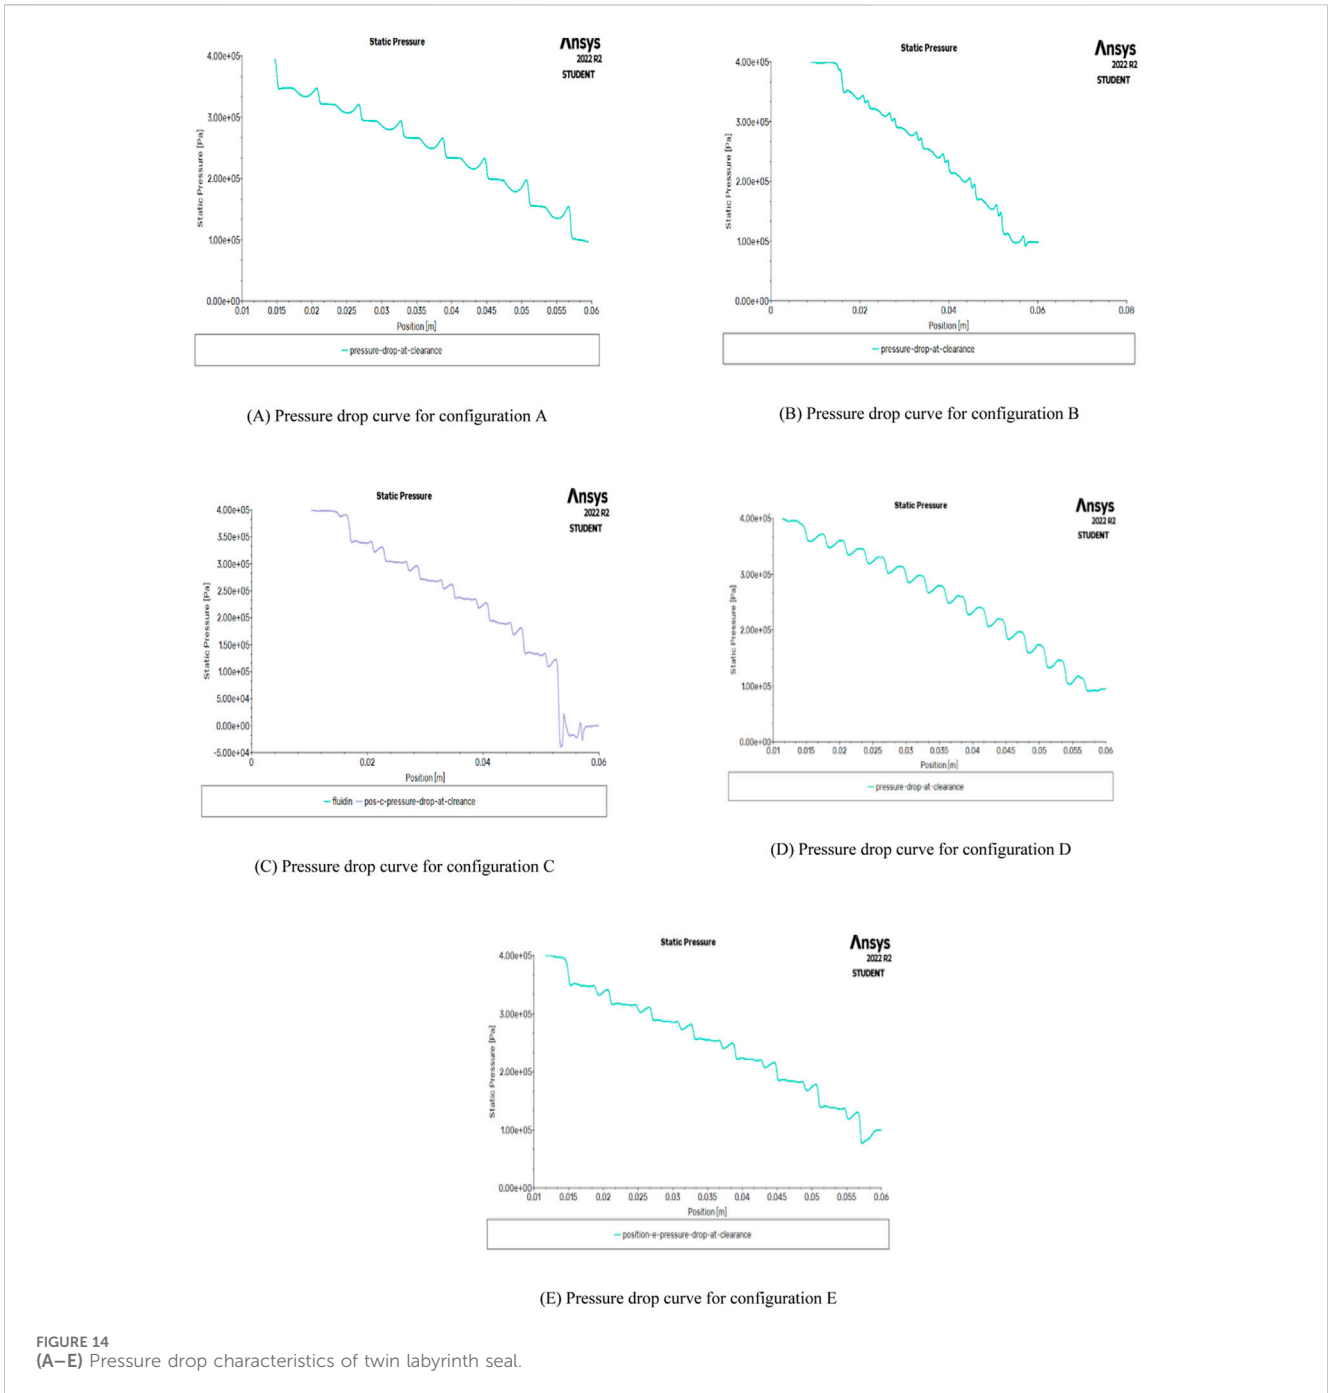 Static Pressure
Ansys
2022 R2
STUDENT
4.00e+05
3.00e+05
2.00e+05
1.00e+05
0.00e+00
Static Pressure [Pa]
0.01 0.015 0.02 0.025 0.03 0.035 0.04 0.045 0.05 0.055 0.06
Position [m]
pressure-drop-at-clearance
(A) Pressure drop curve for configuration A
Static Pressure
Ansys
2022 R2
STUDENT
4.00e+05
3.00e+05
2.00e+05
1.00e+05
0.00e+00
Static Pressure [Pa]
0 0.02 0.04 0.06 0.08
Position [m]
pressure-drop-at-clearance
(B) Pressure drop curve for configuration B
Static Pressure
Ansys
2022 R2
STUDENT
4.00e+05
3.50e+05
3.00e+05
2.50e+05
2.00e+05
1.50e+05
1.00e+05
5.00e+04
0.00e+00
-5.00e+04
Static Pressure [Pa]
0 0.02 0.04 0.06
Position [m]
fluidin pos-c-pressure-drop-at-clreance
(C) Pressure drop curve for configuration C
Static Pressure
Ansys
2022 R2
STUDENT
4.00e+05
3.00e+05
2.00e+05
1.00e+05
0.00e+00
Static Pressure [Pa]
0.01 0.015 0.02 0.025 0.03 0.035 0.04 0.045 0.05 0.055 0.06
Position [m]
pressure-drop-at-clearance
(D) Pressure drop curve for configuration D
Static Pressure
Ansys
2022 R2
STUDENT
4.00e+05
3.00e+05
2.00e+05
1.00e+05
0.00e+00
Static Pressure [Pa]
0.01 0.015 0.02 0.025 0.03 0.035 0.04 0.045 0.05 0.055 0.06
Position [m]
position-e-pressure-drop-at-clearance
(E) Pressure drop curve for configuration E
FIGURE 14
(A–E) Pressure drop characteristics of twin labyrinth seal.